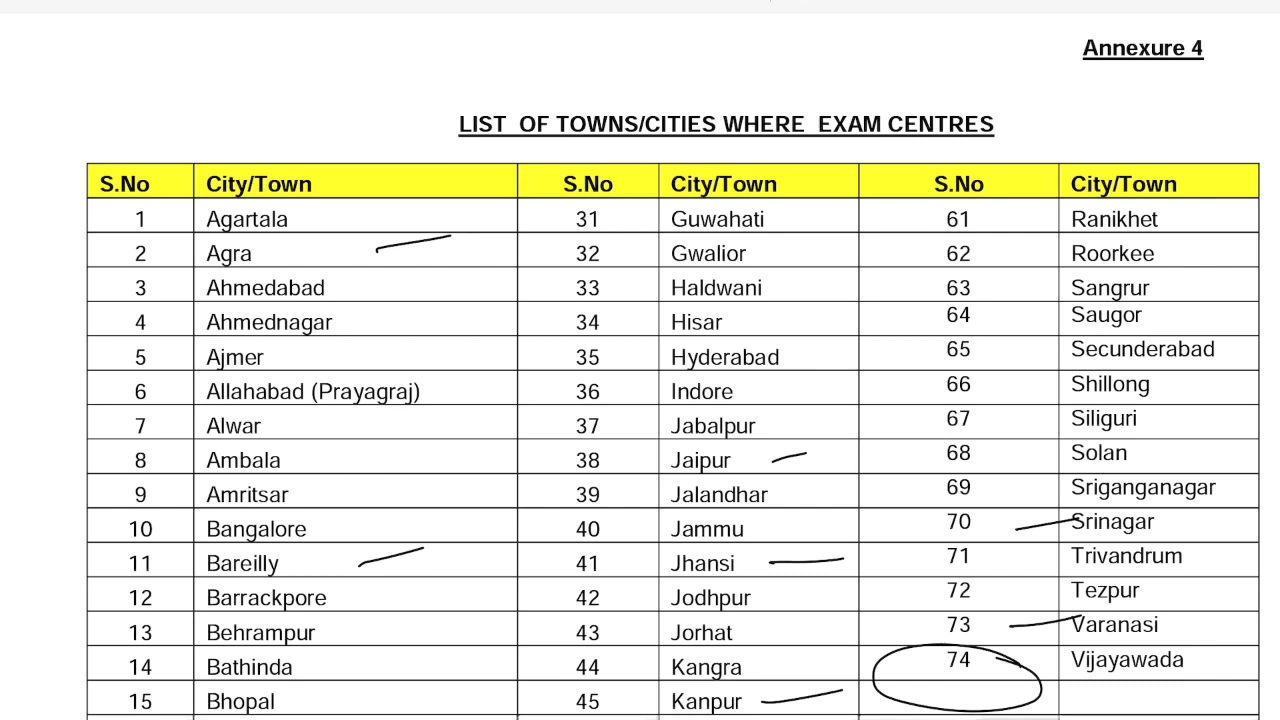 Annexure 4
LIST OF TOWNS/CITIES WHERE EXAM CENTRES
S.No City/Town S.No City/Town S.No City/Town
1 Agartala 31 Guwahati 61 Ranikhet
2 Agra 32 Gwalior 62 Roorkee
3 Ahmedabad 33 Haldwani 63 Sangrur
4 Ahmednagar 34 Hisar 64 Saugor
5 Ajmer 35 Hyderabad 65 Secunderabad
6 Allahabad (Prayagraj) 36 Indore 66 Shillong
7 Alwar 37 Jabalpur 67 Siliguri
8 Ambala 38 Jaipur 68 Solan
9 Amritsar 39 Jalandhar 69 Sriganganagar
10 Bangalore 40 Jammu 70 Srinagar
11 Bareilly 41 Jhansi 71 Trivandrum
12 Barrackpore 42 Jodhpur 72 Tezpur
13 Behrampur 43 Jorhat 73 Varanasi
14 Bathinda 44 Kangra 74 Vijayawada
15 Bhopal 45 Kanpur